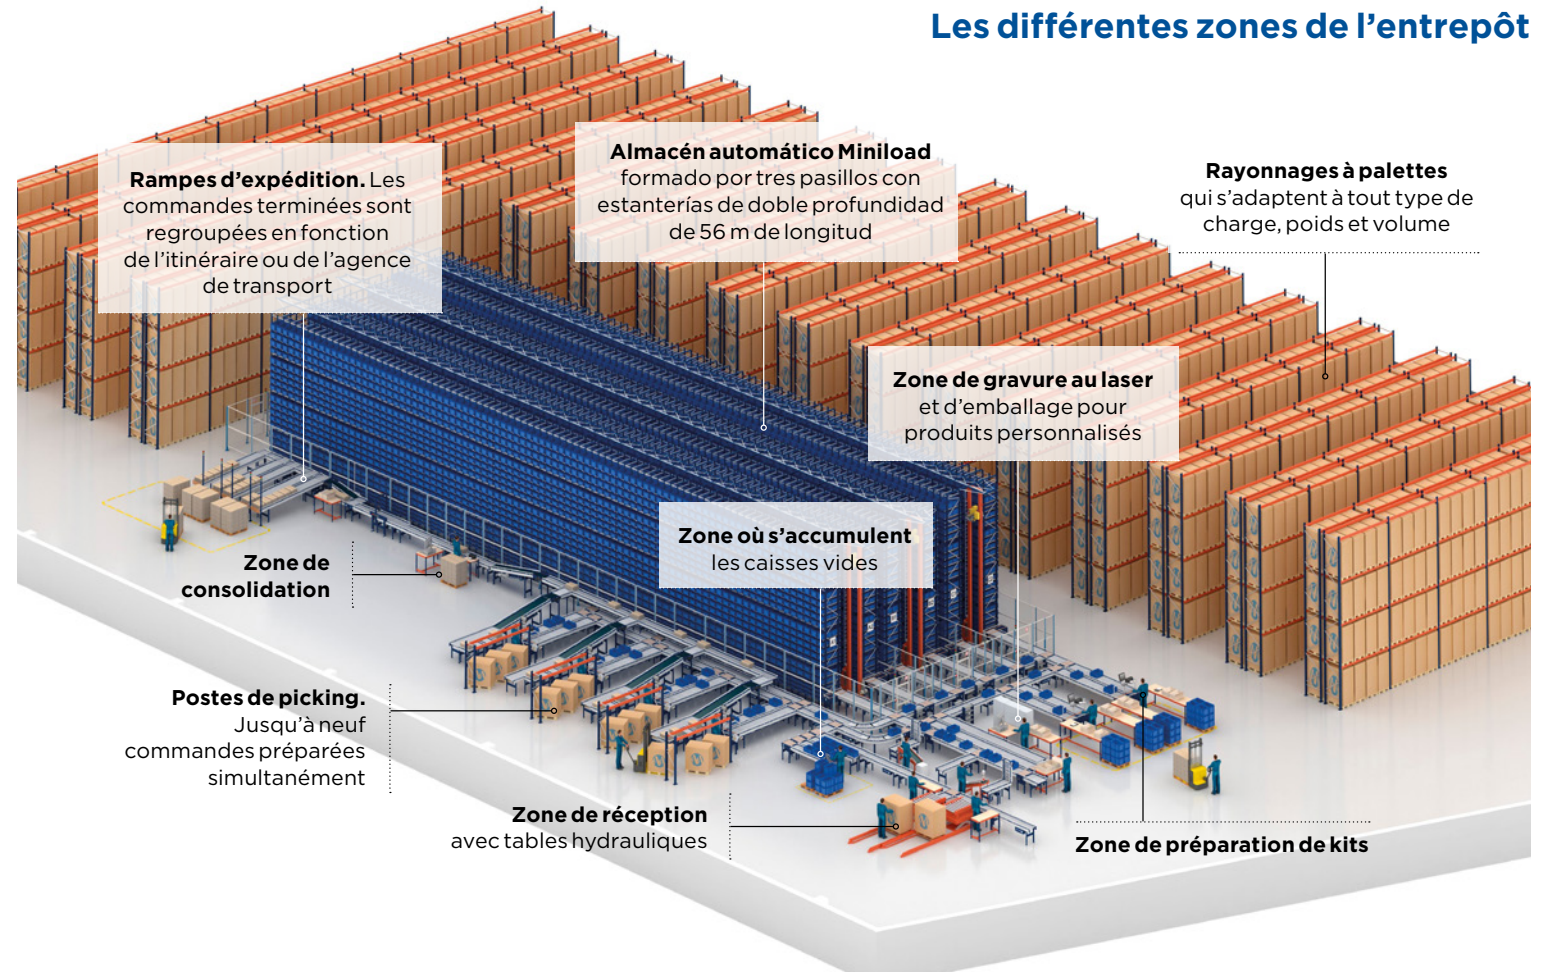 Les différentes zones de l’entrepôt
Rampes d’expédition. Les
commandes terminées sont
regroupées en fonction
de l’itinéraire ou de l’agence
de transport
Almacén automático Miniload
formado por tres pasillos con
estanterías de doble profundidad
de 56 m de longitud
Rayonnages à palettes
qui s’adaptent à tout type de
charge, poids et volume
Zone de gravure au laser
et d’emballage pour
produits personnalisés
Zone où s’accumulent
les caisses vides
Zone de
consolidation
Postes de picking.
Jusqu’à neuf
commandes préparées
simultanément
Zone de réception
avec tables hydrauliques
Zone de préparation de kits